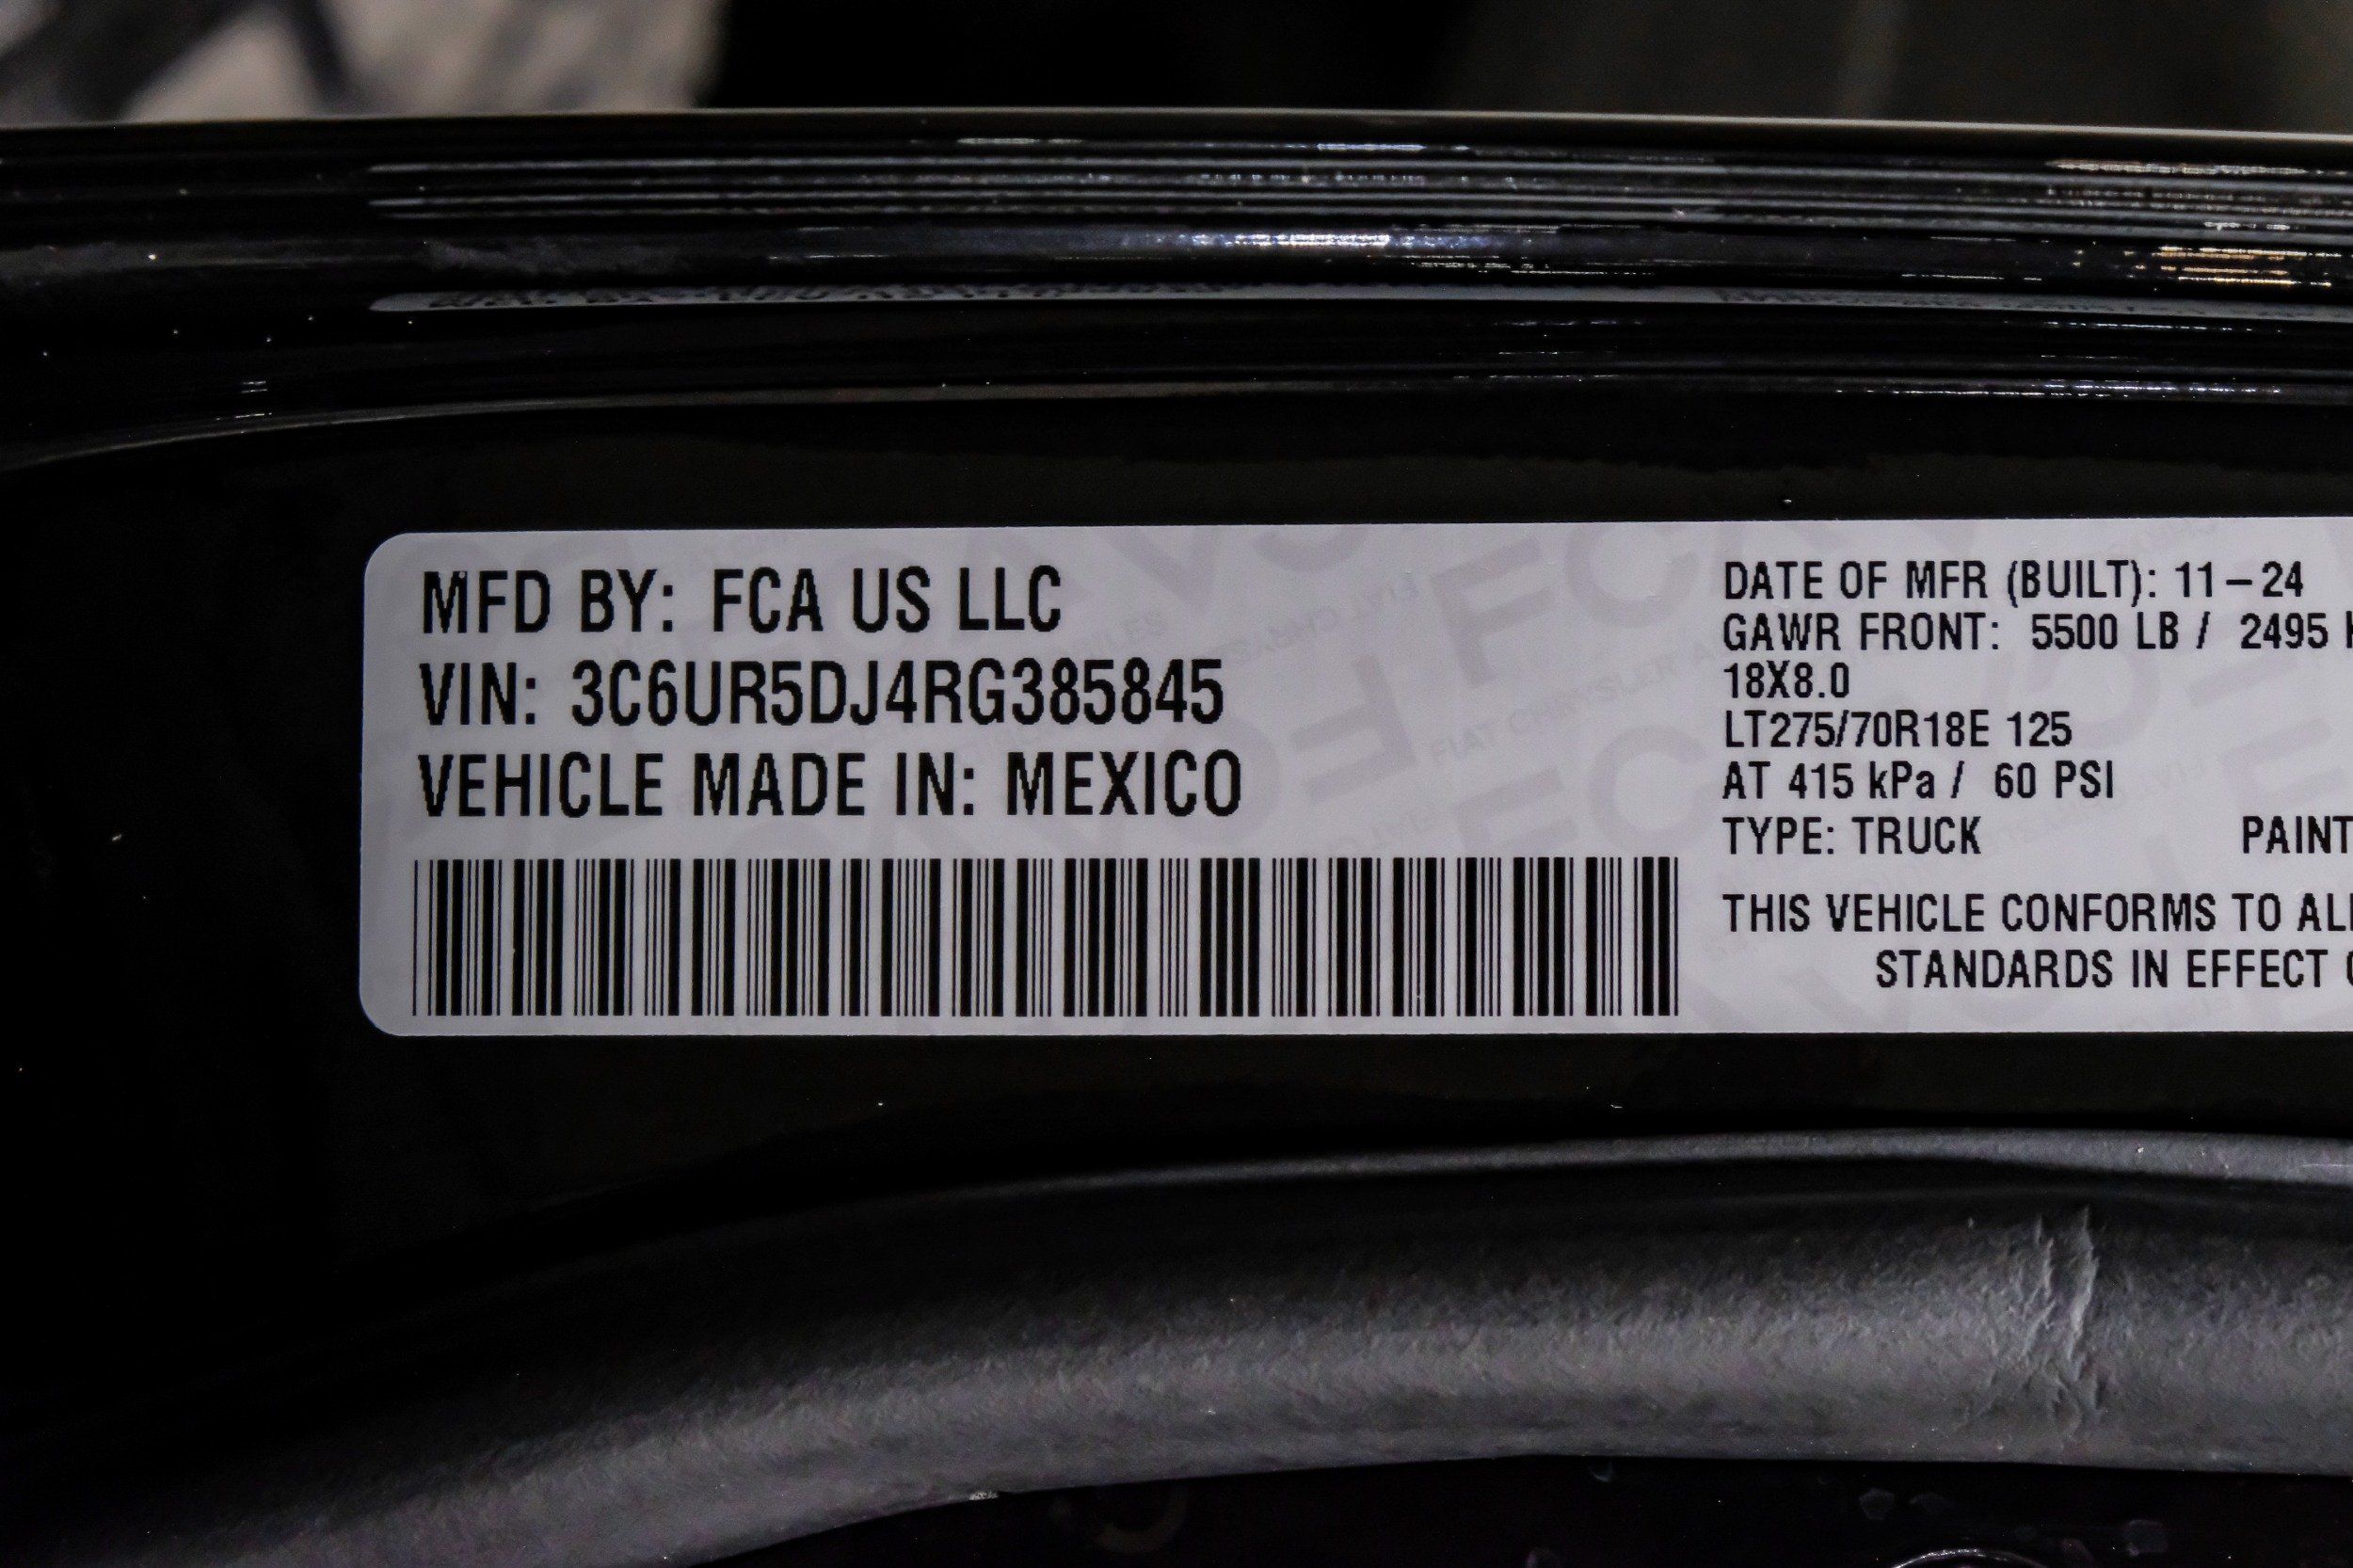 MFD BY: FCA US LLC
VIN: 3C6UR5DJ4RG385845
VEHICLE MADE IN: MEXICO
DATE OF MFR (BUILT): 11-24
GAWR FRONT: 5500 LB / 2495
18X8.0
LT275/70R18E 125
AT 415 kPa / 60 PSI
TYPE: TRUCK PAINT
THIS VEHICLE CONFORMS TO ALL
STANDARDS IN EFFECT